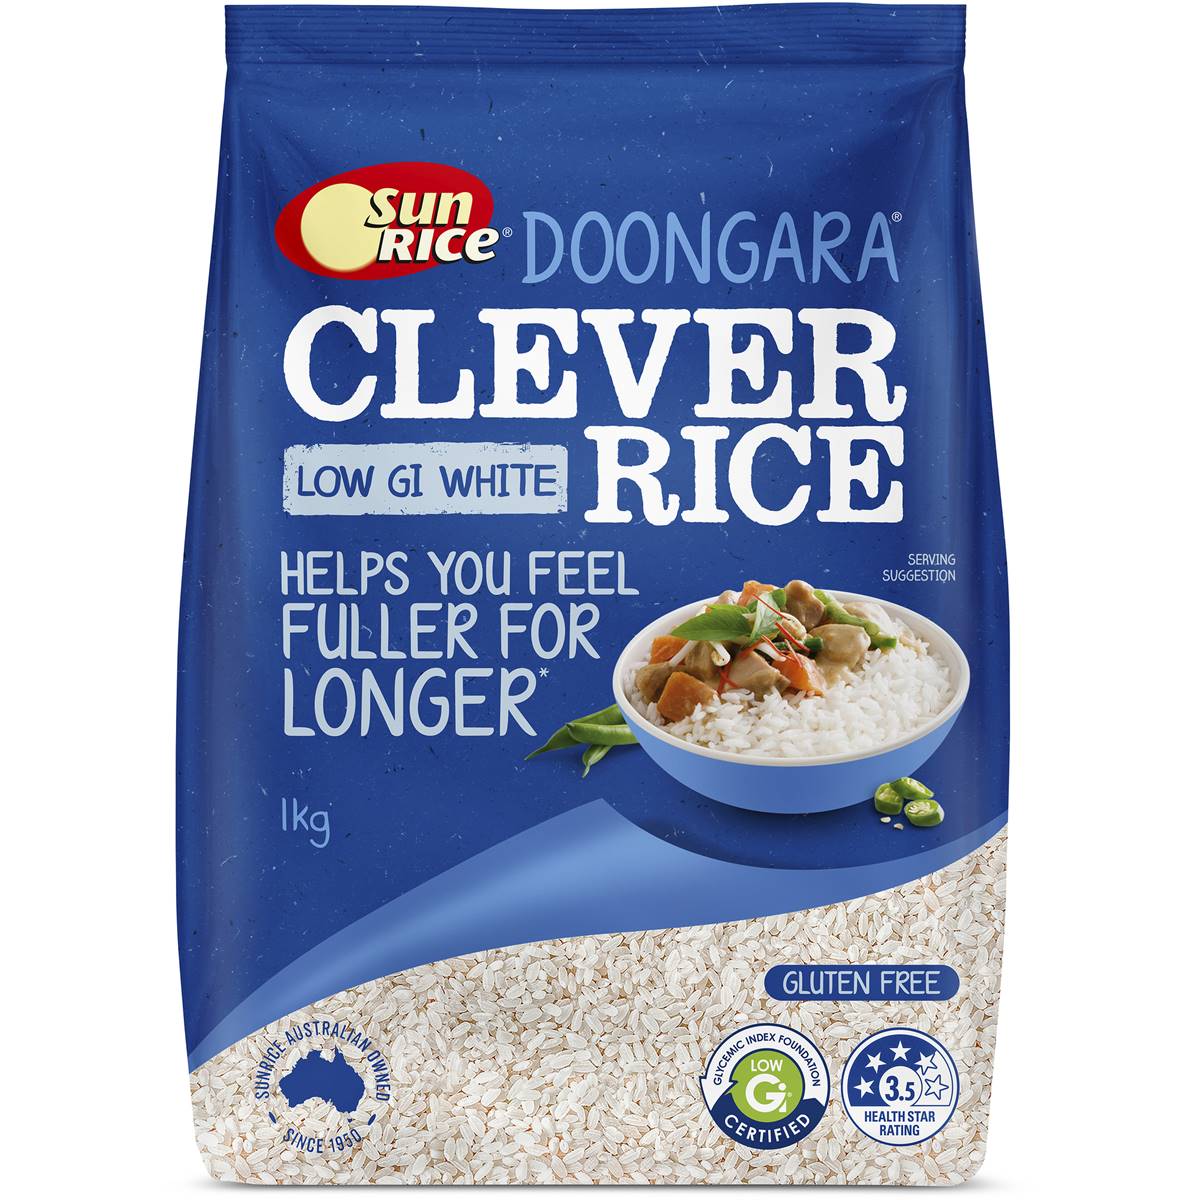 Sun
RICE®
DOONGARA®
CLEVER
LOW GI WHITE
RICE
HELPS YOU FEEL
FULLER FOR
LONGER*
SERVING
SUGGESTION
1kg
GLUTEN FREE
SUNRICE AUSTRALIAN OWNED
SINCE 1950
GLYCEMIC INDEX FOUNDATION
LOW
Gi®
CERTIFIED
3.5
HEALTH STAR
RATING